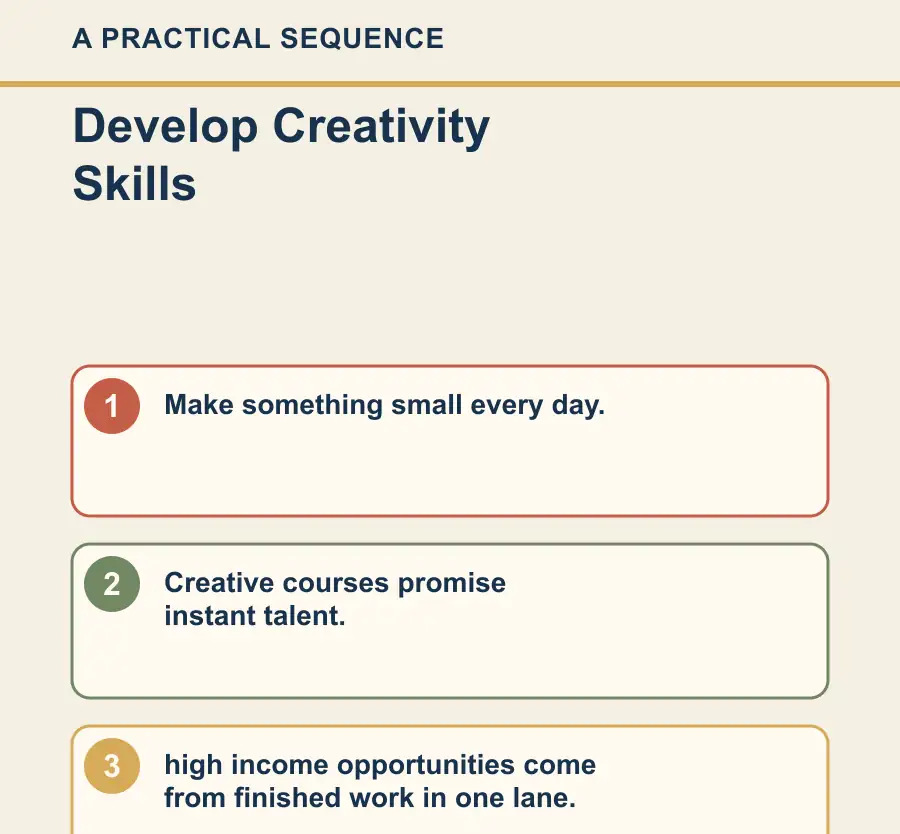 A PRACTICAL SEQUENCE
Develop Creativity
Skills
1
Make something small every day.
2
Creative courses promise
instant talent.
3
high income opportunities come
from finished work in one lane.